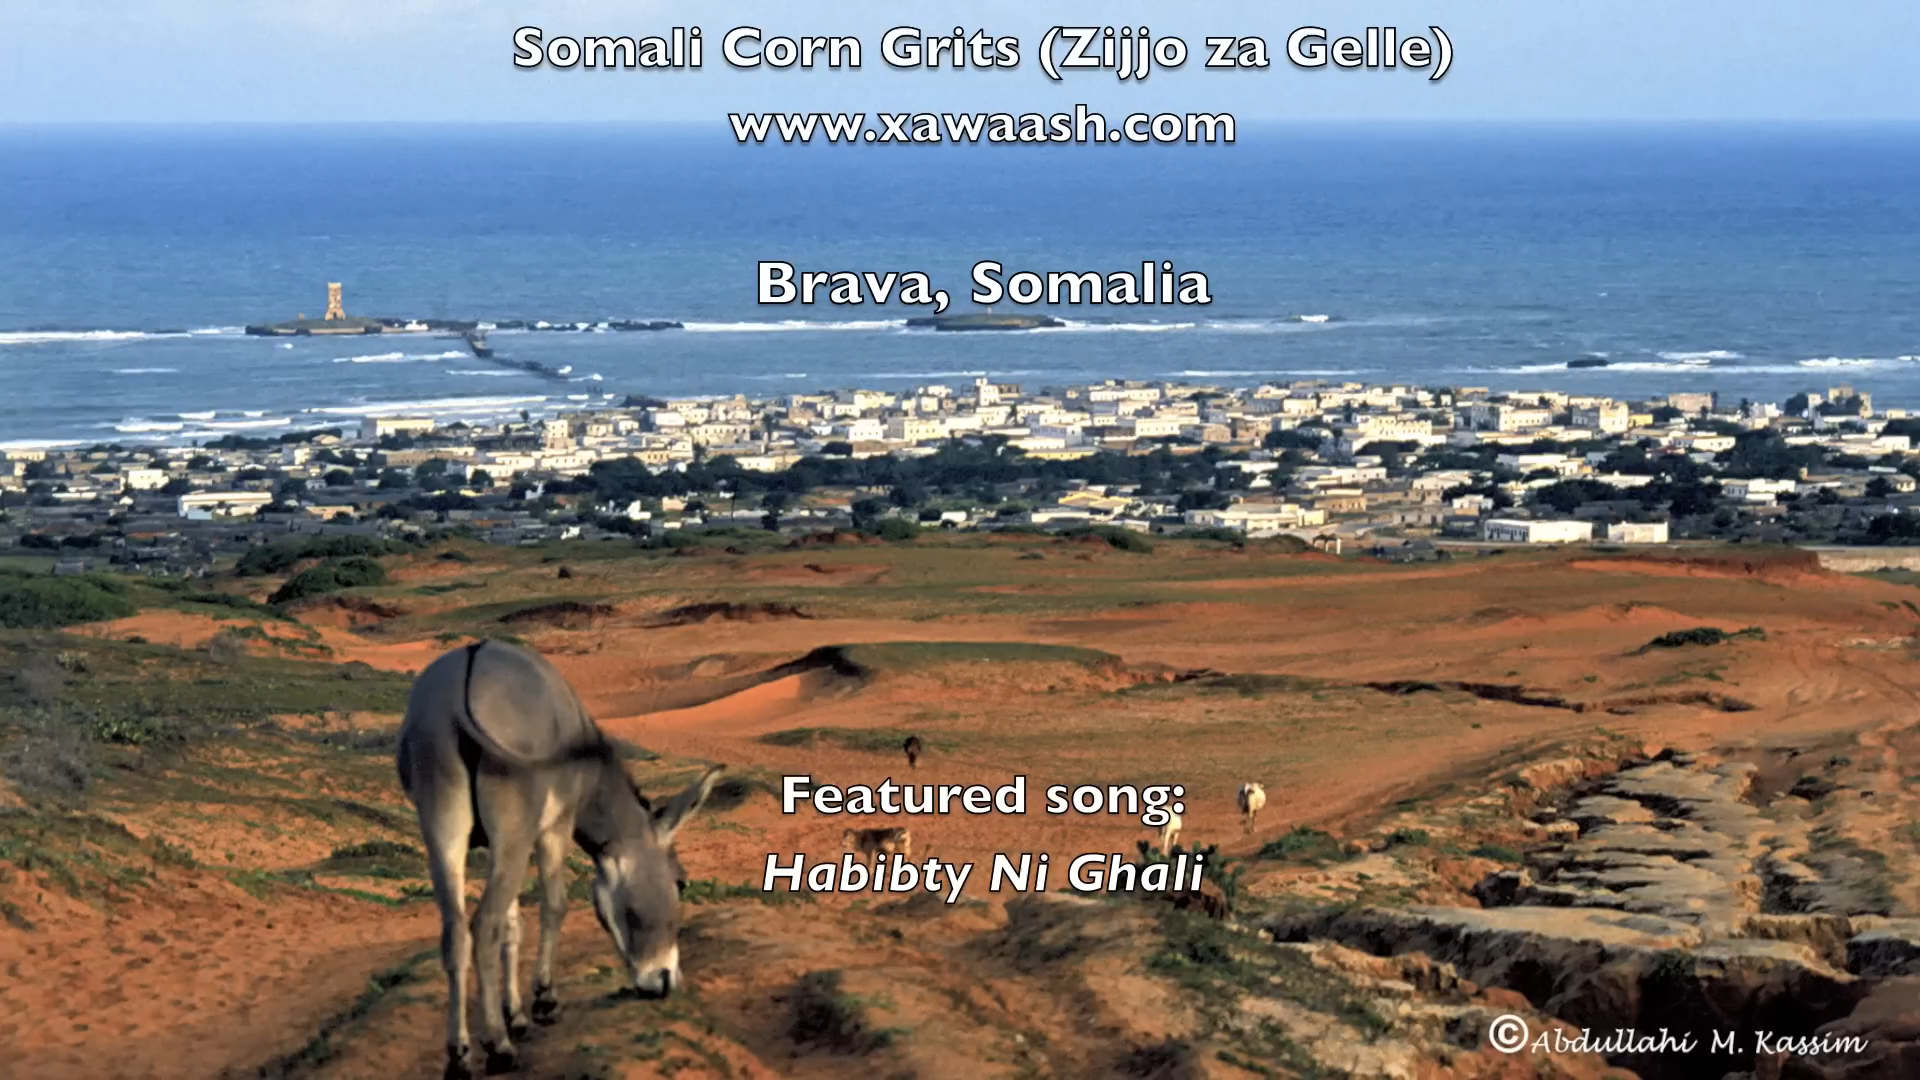 Somali Corn Grits (Zijjo za Gelle)
www.xawaash.com
Brava, Somalia
Featured song:
Habibty Ni Ghali
©Abdullahi M. Kassim